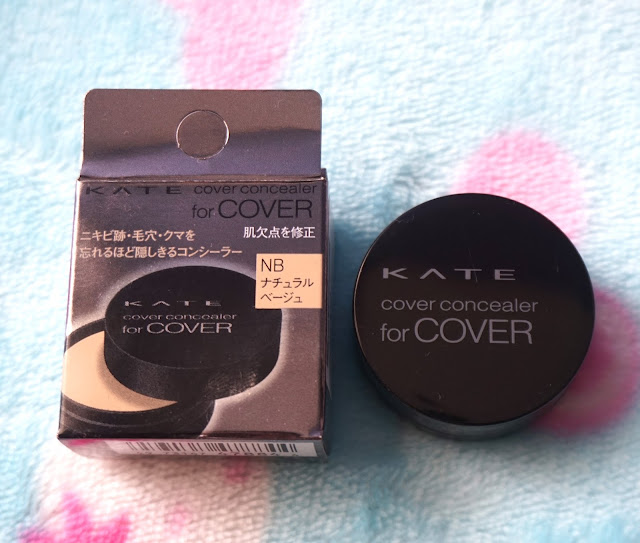 KATE cover concealer
for COVER
ニキビ跡・毛穴・クマを
忘れるほど隠しきるコンシーラー
肌欠点を修正
NB
ナチュラル
ベージュ
KATE
cover concealer
for COVER
KATE
cover concealer
for COVER